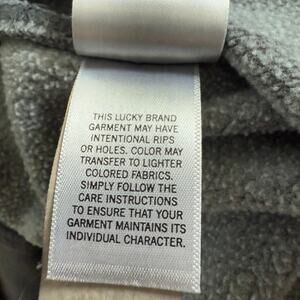 THIS LUCKY BRAND
GARMENT MAY HAVE
INTENTIONAL RIPS
OR HOLES. COLOR MAY
TRANSFER TO LIGHTER
COLORED FABRICS.
SIMPLY FOLLOW THE
CARE INSTRUCTIONS
TO ENSURE THAT YOUR
GARMENT MAINTAINS ITS
INDIVIDUAL CHARACTER.